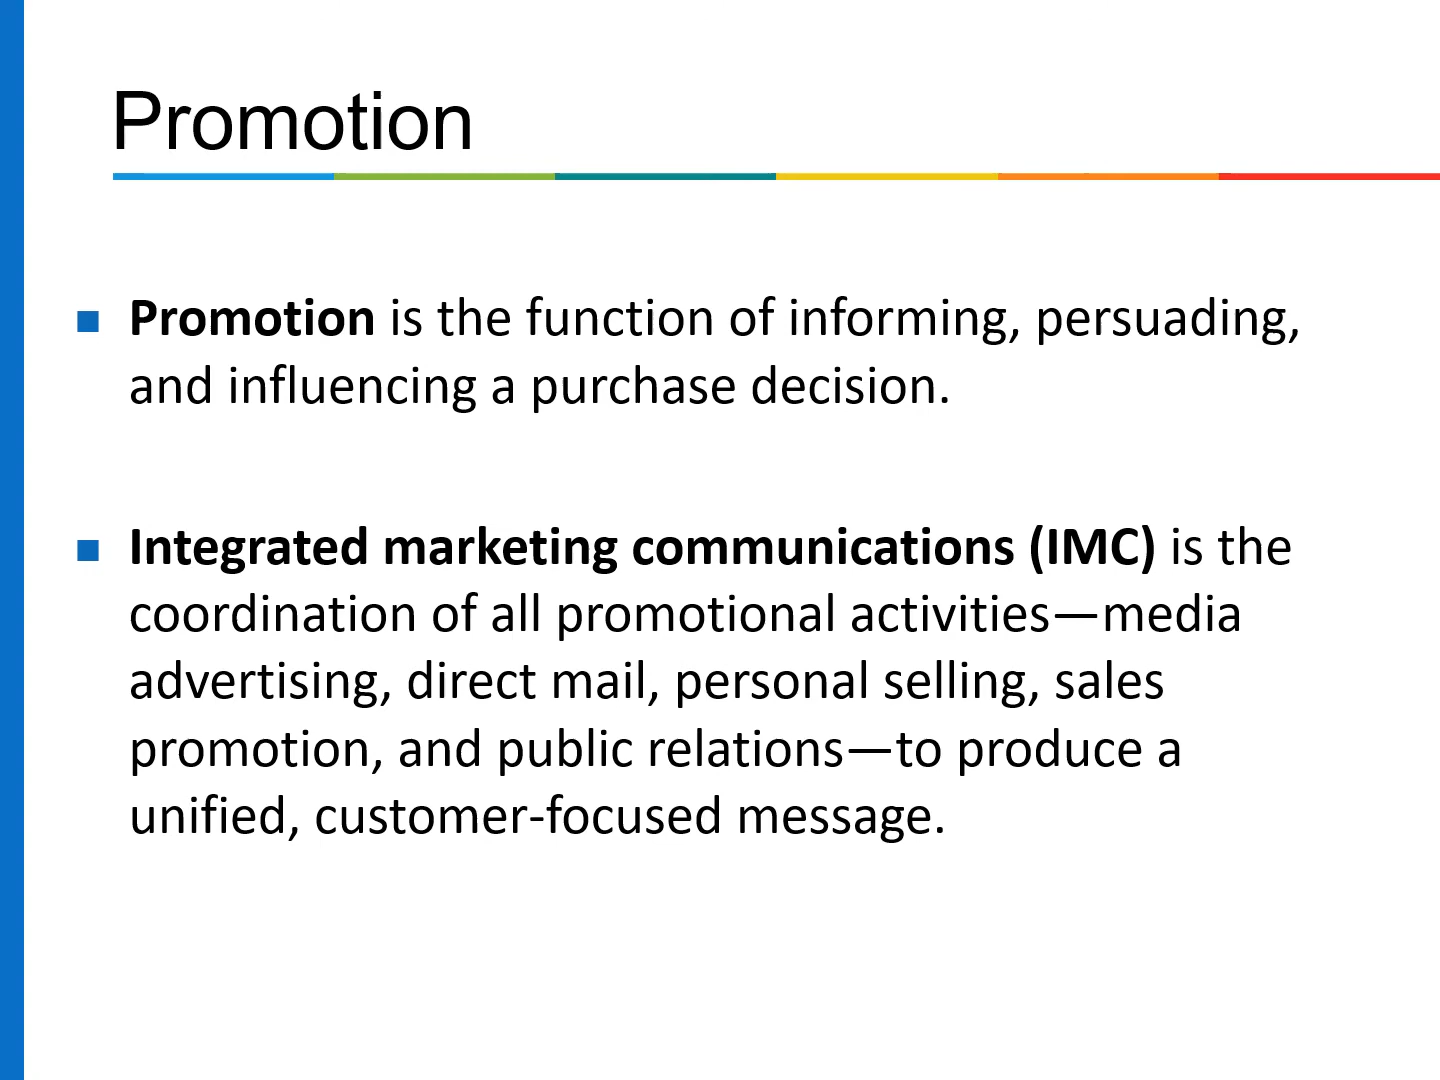 Promotion
Promotion is the function of informing, persuading,
and influencing a purchase decision.
Integrated marketing communications (IMC) is the
coordination of all promotional activities—media
advertising, direct mail, personal selling, sales
promotion, and public relations—to produce a
unified, customer-focused message.